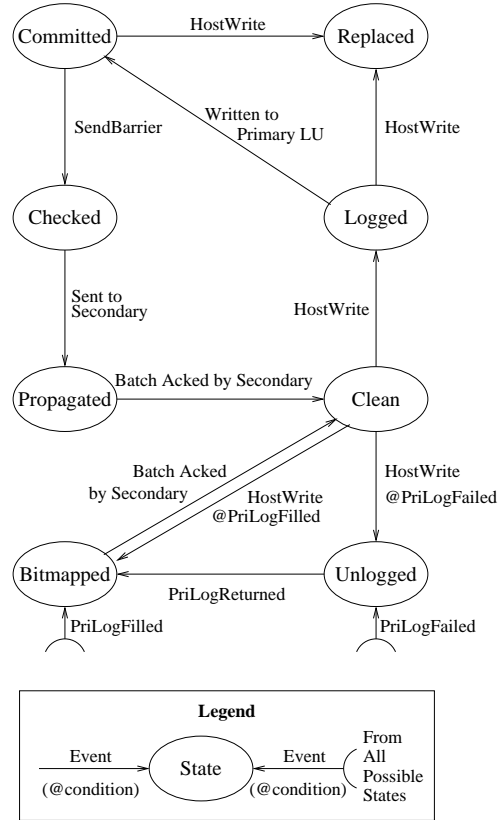 Committed
HostWrite
Replaced
Written to
Primary LU
SendBarrier
HostWrite
Checked
Logged
Sent to
Secondary
HostWrite
Propagated
Batch Acked by Secondary
Clean
Batch Acked
by Secondary
HostWrite
@PriLogFilled
HostWrite
@PriLogFailed
Bitmapped
PriLogReturned
Unlogged
PriLogFilled
PriLogFailed
Legend
Event
(@condition)
State
Event
(@condition)
From
All
Possible
States